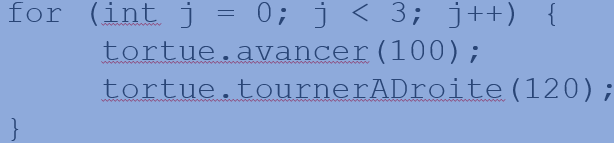 for (int j = 0; j < 3; j++) {
tortue.avancer(100);
tortue.tournerADroite(120);
}